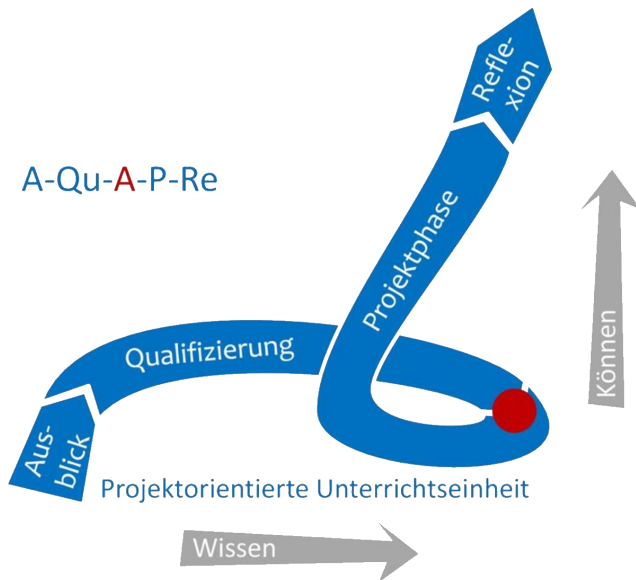 Refle-
xion
A-Qu-A-P-Re
Projektphase
Qualifizierung
Können
Aus-
blick
Projektorientierte Unterrichtseinheit
Wissen